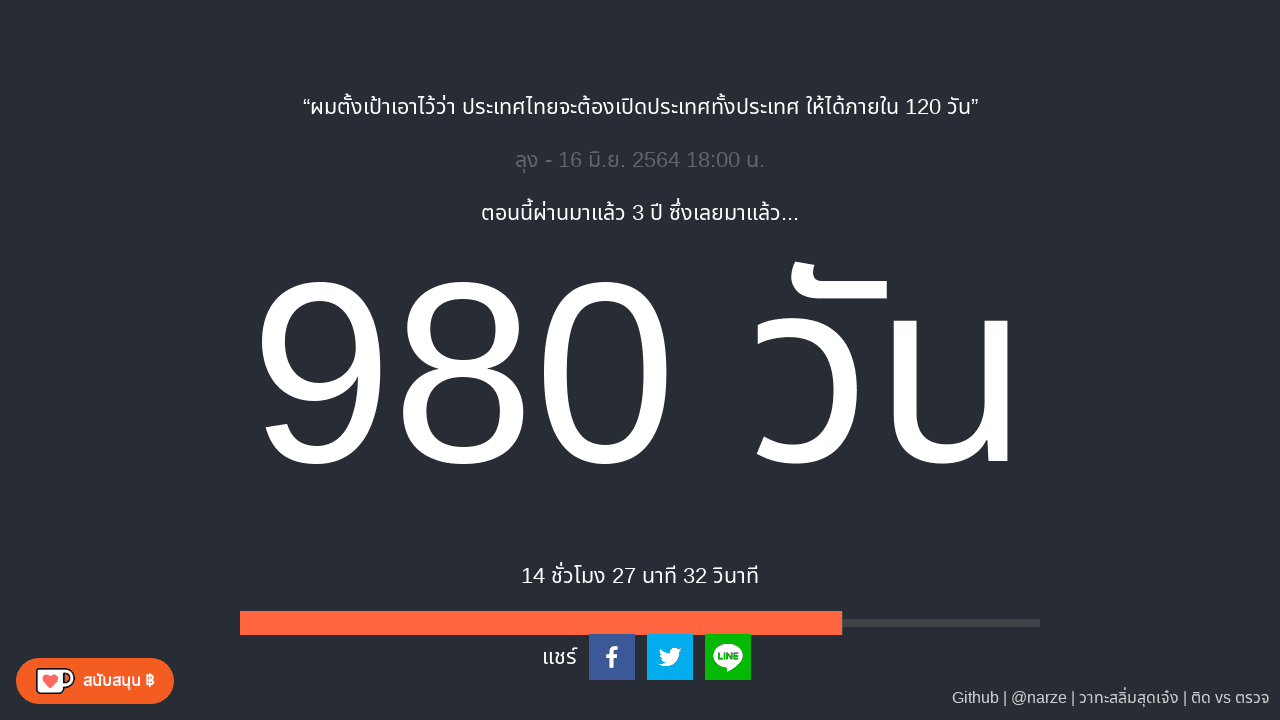 “ผมตั้งเป้าเอาไว้ว่า ประเทศไทยจะต้องเปิดประเทศทั้งประเทศ ให้ได้ภายใน 120 วัน”
ลุง - 16 มิ.ย. 2564 18:00 น.
ตอนนี้ผ่านมาแล้ว 3 ปี ซึ่งเลยมาแล้ว...
980 วัน
14 ชั่วโมง 27 นาที 32 วินาที
แชร์
LINE
สนับสนุน ฿
Github | @narze | วาทะสลิ่มสุดเจ๋ง | ติด vs ตรวจ